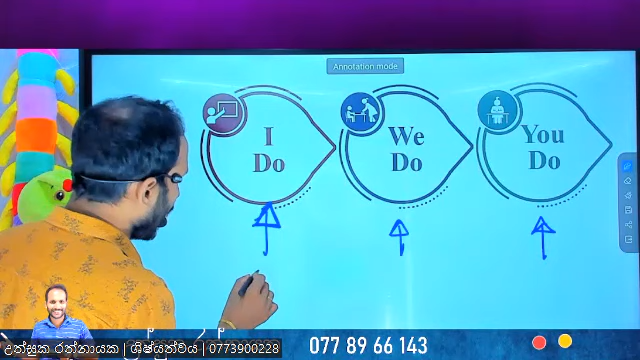 Annotation mode
I
Do
We
Do
You
Do
උත්සුක රත්නායක | ශිෂ්‍යත්වය | 0773900228
077 89 66 143